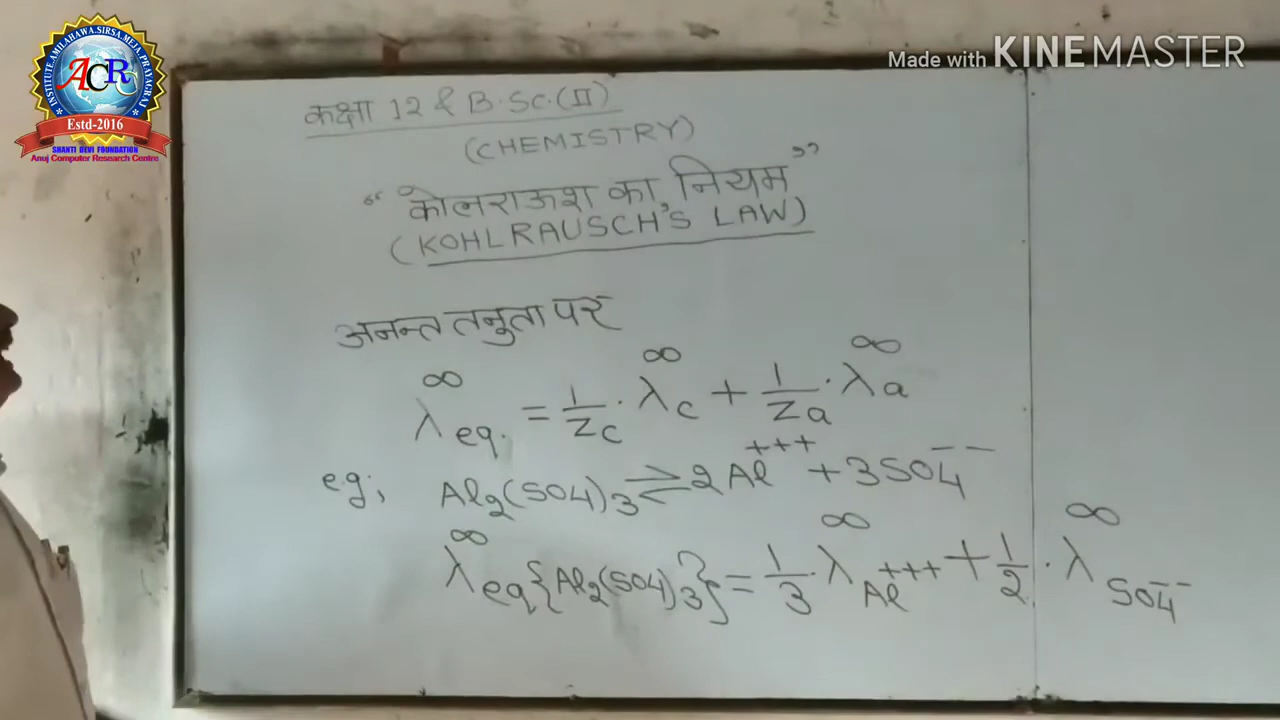 INSTITUTE, AMILAHAWA, SIRSA, MEJA, PRAYAGRAJ
ACR
Estd-2016
SHANTI DEVI FOUNDATION
Anuj Computer Research Centre
Made with KINEMASTER
कक्षा 12 & B.Sc.(II)
(CHEMISTRY)
“कोलराऊश का नियम”
(KOHLRAUSCH'S LAW)
अनन्त तनुता पर
λ∞eq. = 1/Zc · λ∞c + 1/Za · λ∞a
eg; Al2(SO4)3 ⇌ 2Al+++ + 3SO4--
λ∞eq{Al2(SO4)3} = 1/3 · λ∞Al+++ + 1/2 · λ∞SO4--